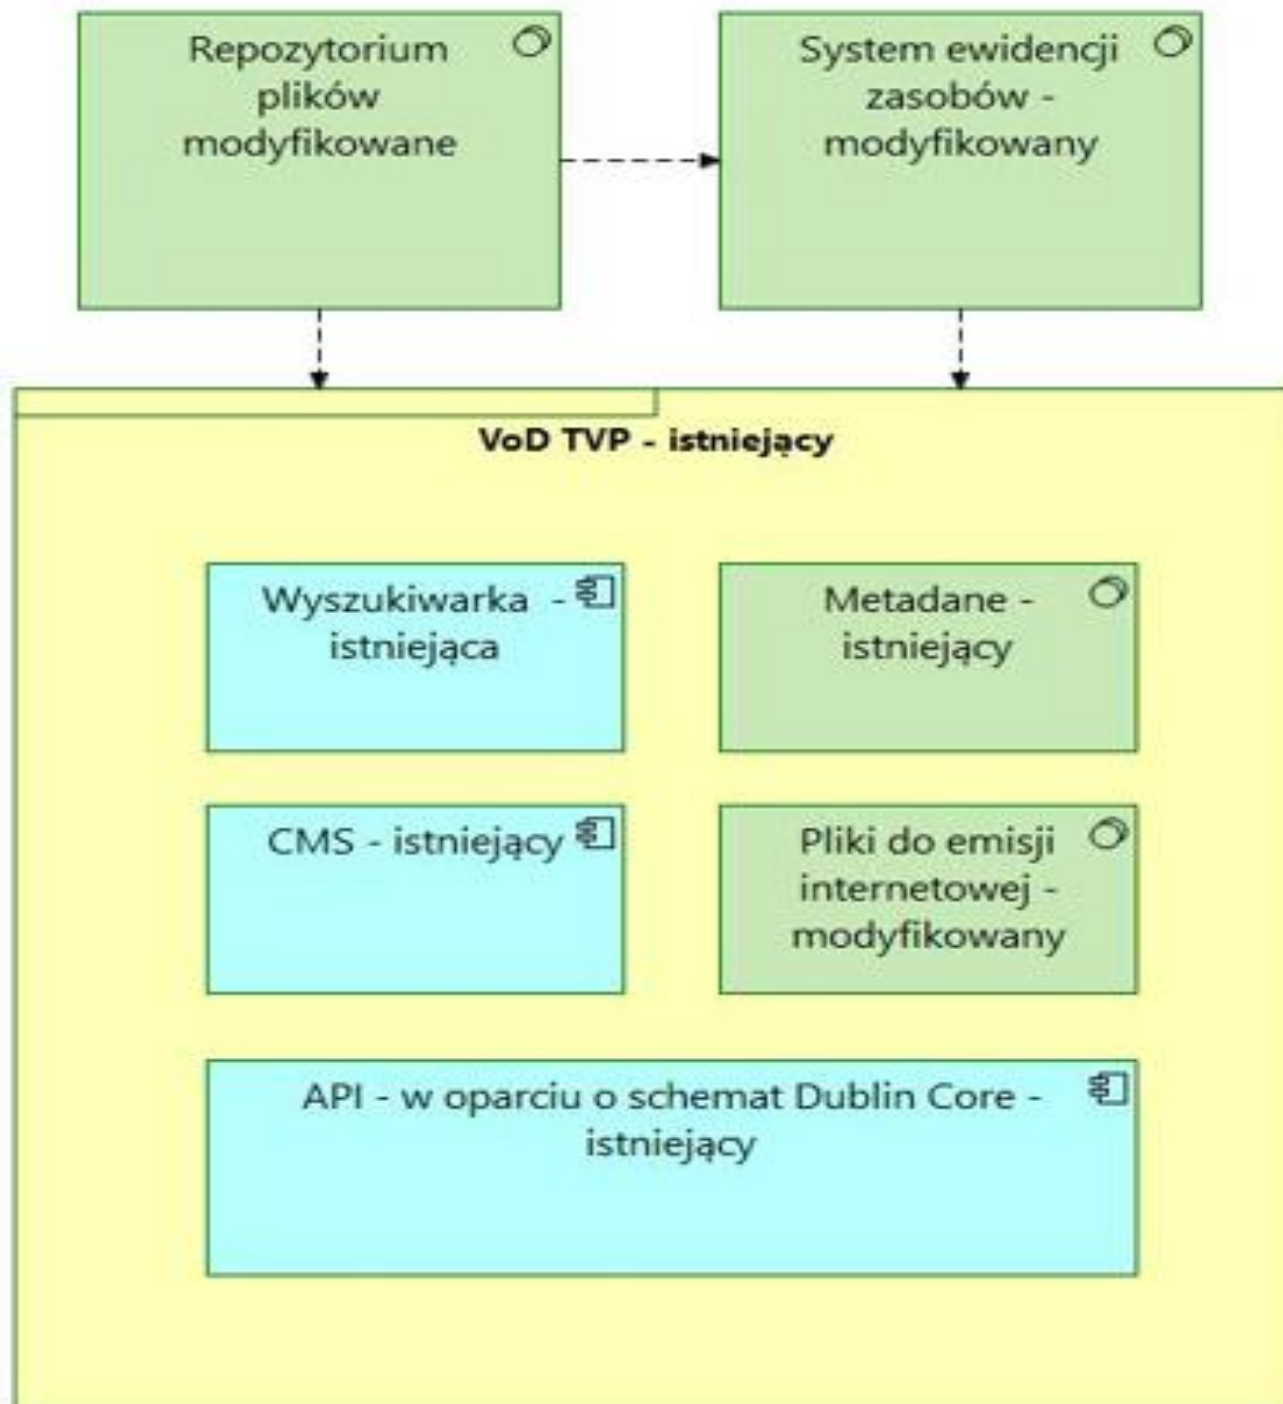 Repozytorium
plików
modyfikowane
System ewidencji
zasobów -
modyfikowany
VoD TVP - istniejący
Wyszukiwarka -
istniejąca
Metadane -
istniejący
CMS - istniejący
Pliki do emisji
internetowej -
modyfikowany
API - w oparciu o schemat Dublin Core -
istniejący